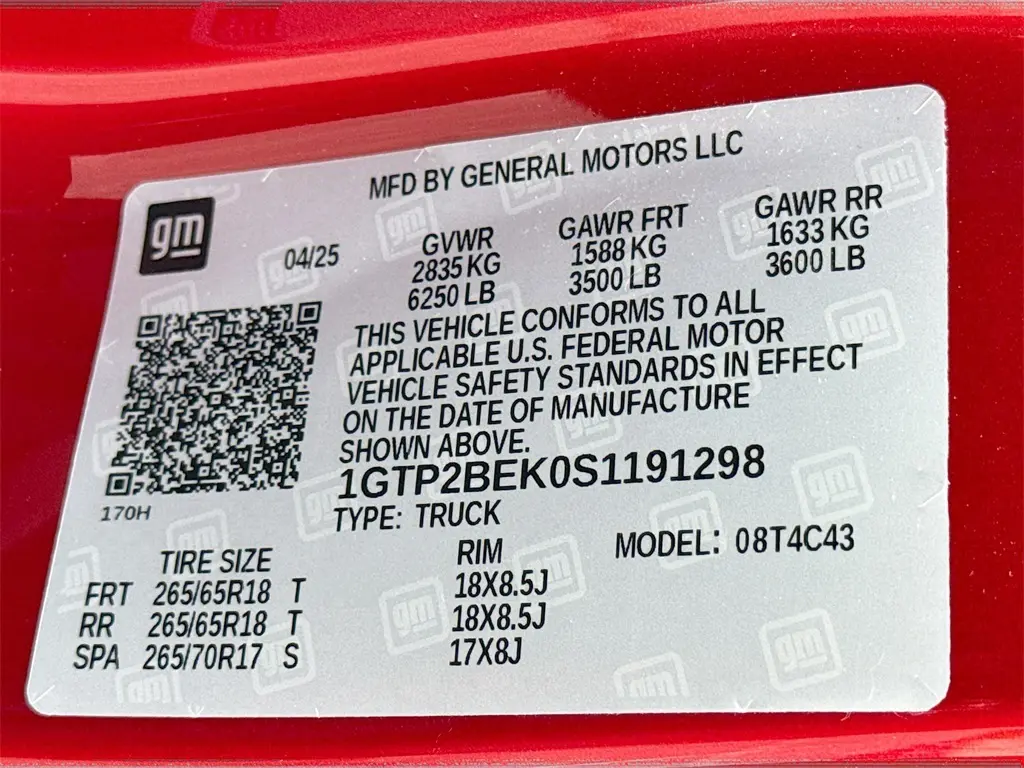 MFD BY GENERAL MOTORS LLC
gm
04/25
GVWR GAWR FRT GAWR RR
2835 KG 1588 KG 1633 KG
6250 LB 3500 LB 3600 LB
THIS VEHICLE CONFORMS TO ALL
APPLICABLE U.S. FEDERAL MOTOR
VEHICLE SAFETY STANDARDS IN EFFECT
ON THE DATE OF MANUFACTURE
SHOWN ABOVE.
1GTP2BEK0S1191298
170H
TYPE: TRUCK
MODEL: 08T4C43
TIRE SIZE RIM
FRT 265/65R18 T 18X8.5J
RR 265/65R18 T 18X8.5J
SPA 265/70R17 S 17X8J